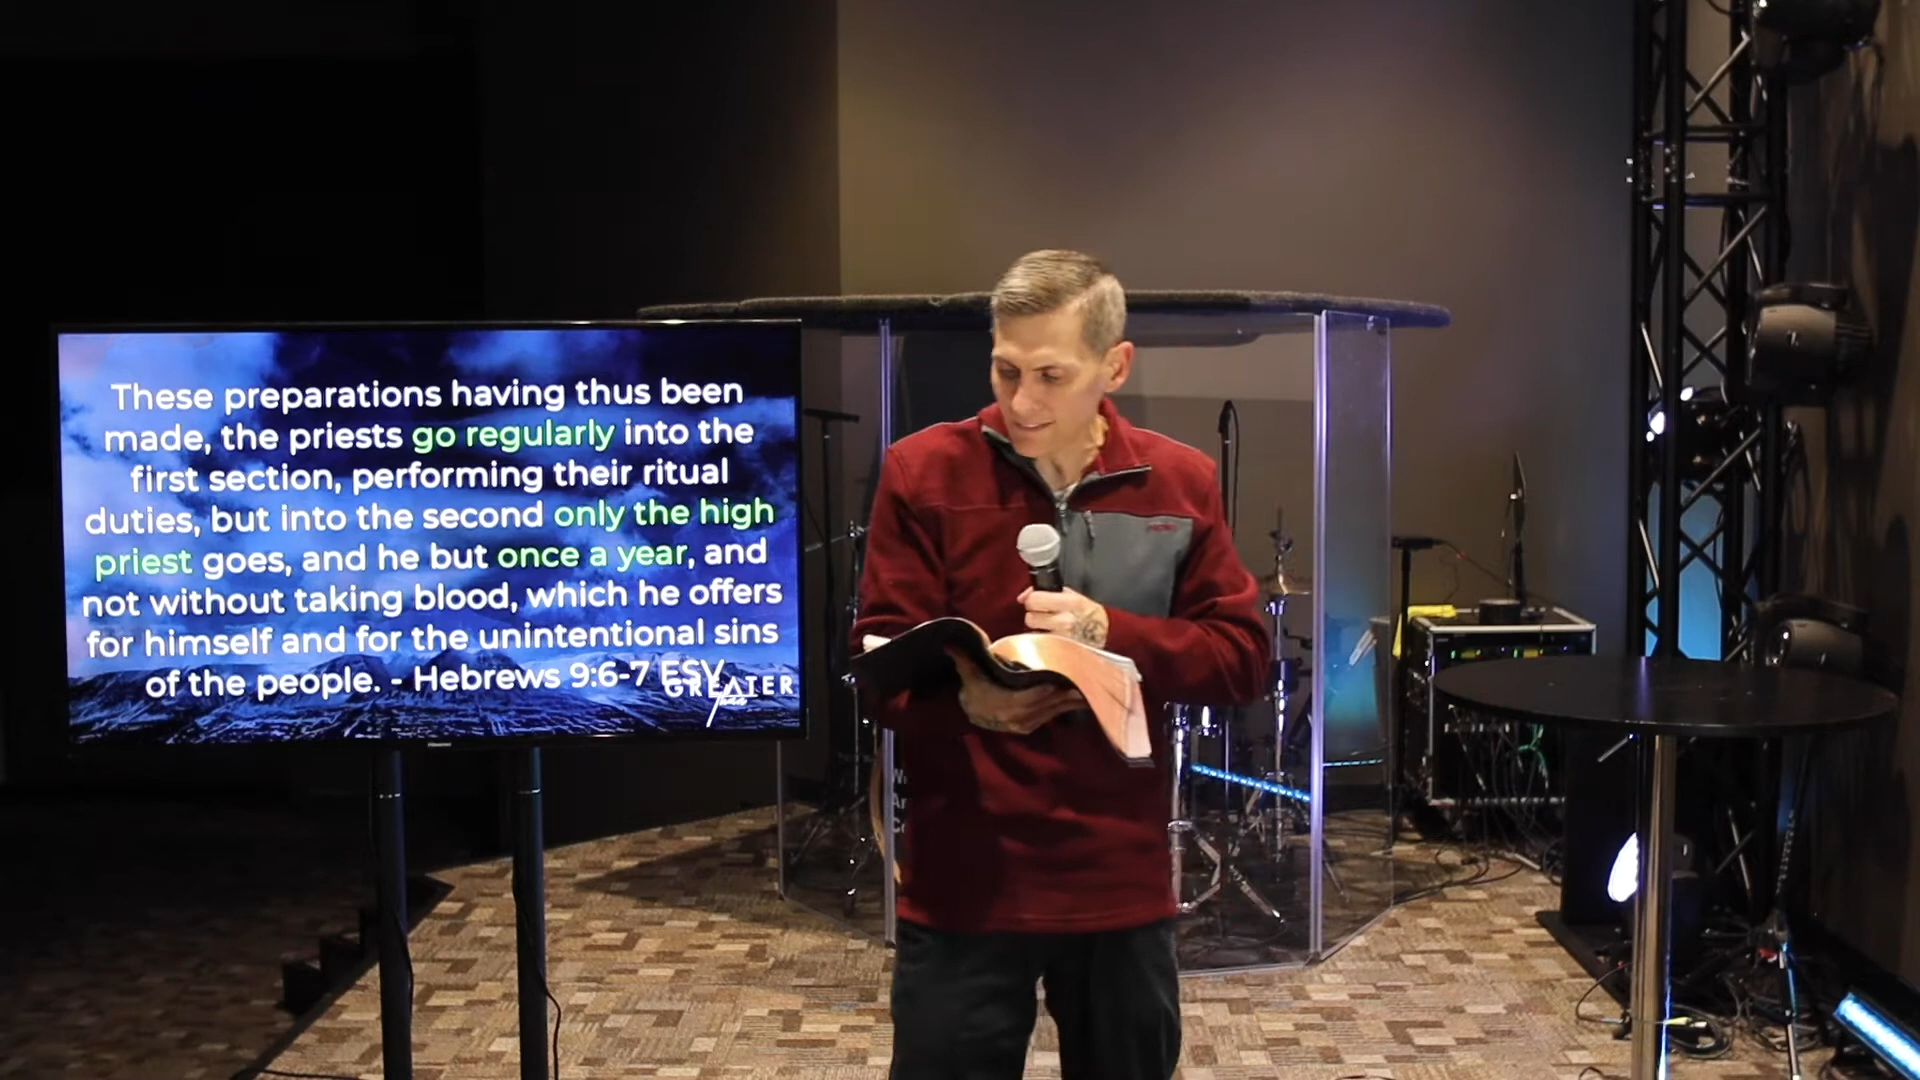 These preparations having thus been
made, the priests go regularly into the
first section, performing their ritual
duties, but into the second only the high
priest goes, and he but once a year, and
not without taking blood, which he offers
for himself and for the unintentional sins
of the people. - Hebrews 9:6-7 ESV
GREATER
Than
Hisense